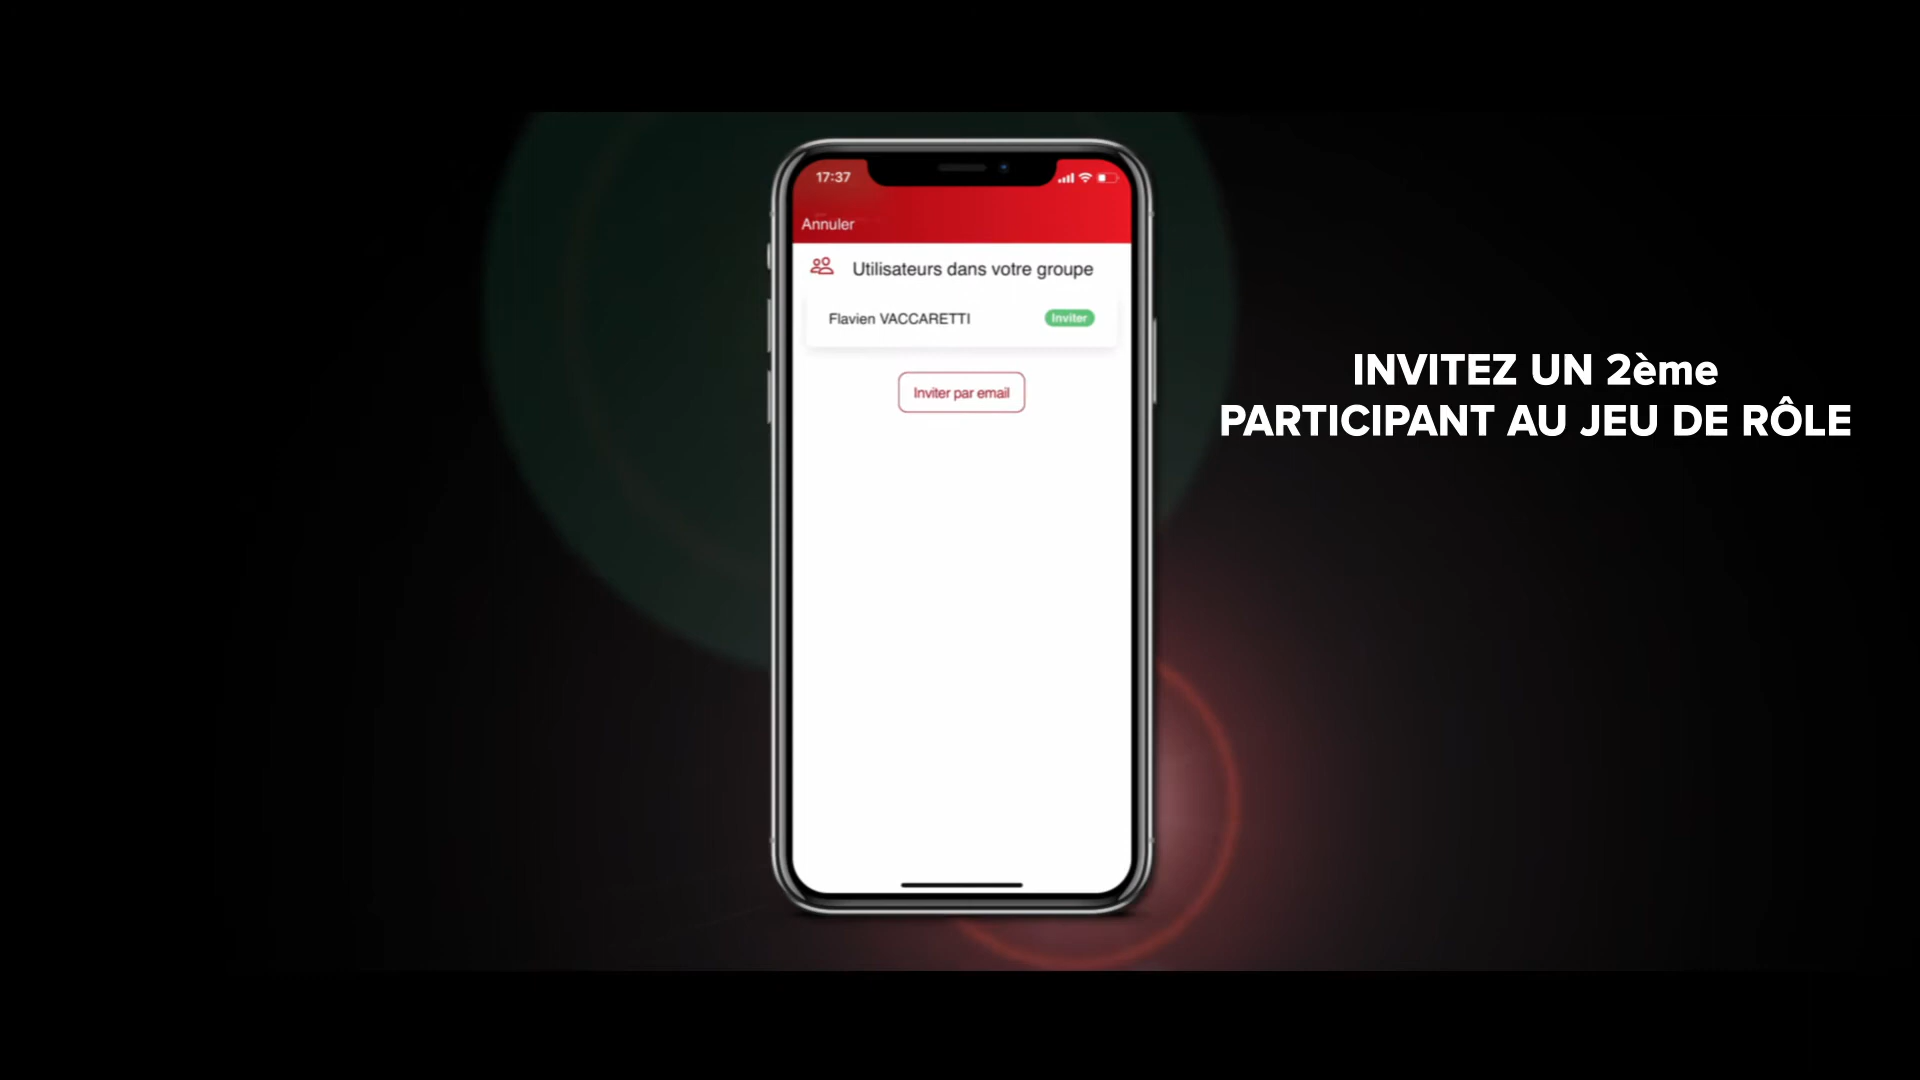 17:37
Annuler
Utilisateurs dans votre groupe
Flavien VACCARETTI
Inviter
Inviter par email
INVITEZ UN 2ème
PARTICIPANT AU JEU DE RÔLE